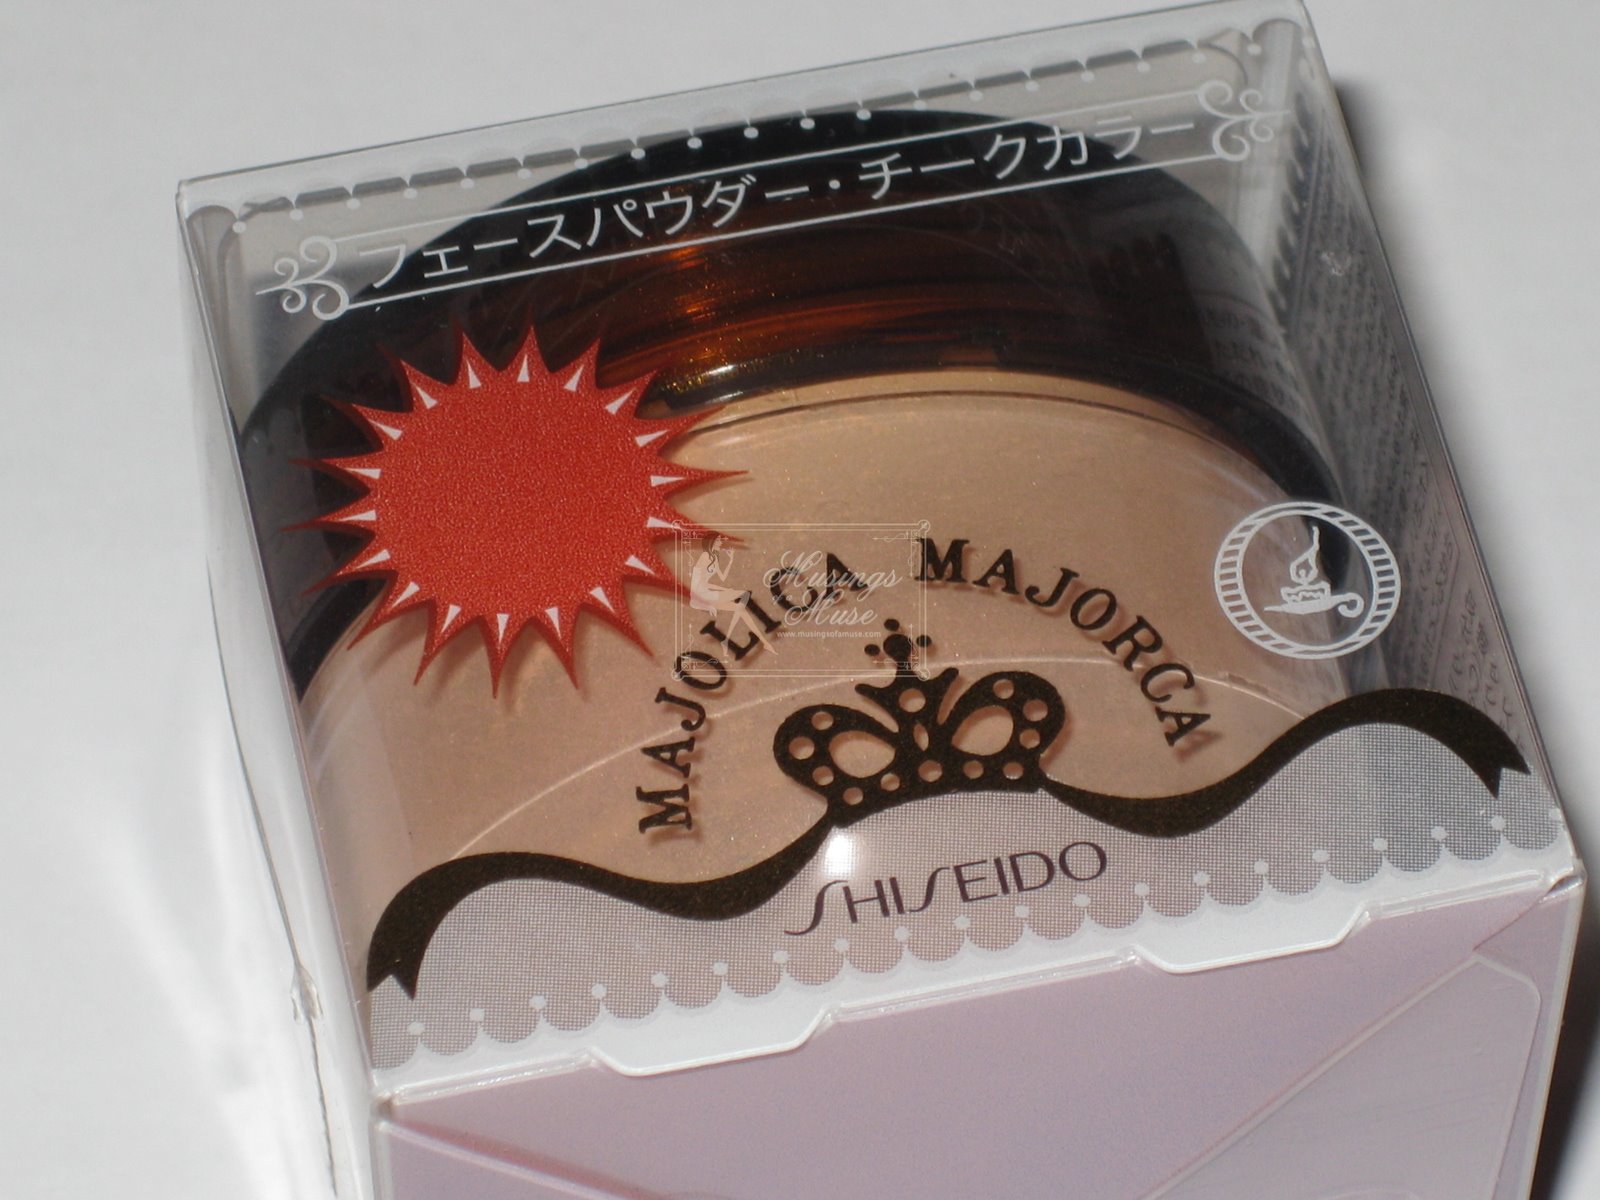 フェースパウダー・チークカラー
MAJOLICA MAJORCA
Musings
of a
Muse
www.musingsofamuse.com
SHISEIDO